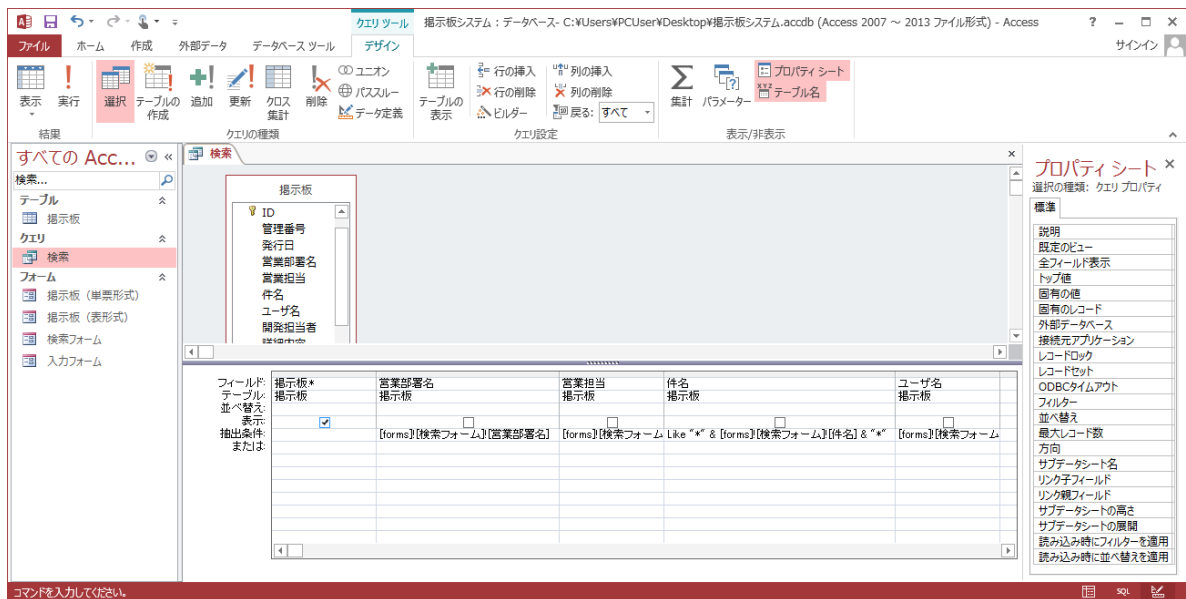 クエリ ツール 掲示板システム : データベース- C:¥Users¥PCUser¥Desktop¥掲示板システム.accdb (Access 2007 ～ 2013 ファイル形式) - Access ?
ファイル ホーム 作成 外部データ データベース ツール デザイン サインイン
表示 実行 選択 テーブルの作成 追加 更新 クロス集計 削除
ユニオン
パススルー
データ定義
テーブルの表示
行の挿入
行の削除
ビルダー
列の挿入
列の削除
戻る: すべて
集計 パラメーター
プロパティ シート
テーブル名
結果 クエリの種類 クエリ設定 表示/非表示
すべての Acc...
検索...
テーブル
掲示板
クエリ
検索
フォーム
掲示板（単票形式）
掲示板（表形式）
検索フォーム
入力フォーム
検索
掲示板
ID
管理番号
発行日
営業部署名
営業担当
件名
ユーザ名
開発担当者
詳細内容
フィールド: 掲示板* 営業部署名 営業担当 件名 ユーザ名
テーブル: 掲示板 掲示板 掲示板 掲示板 掲示板
並べ替え:
表示:
抽出条件: [forms]![検索フォーム]![営業部署名] [forms]![検索フォーム Like "*" & [forms]![検索フォーム]![件名] & "*" [forms]![検索フォーム
または:
プロパティ シート
選択の種類: クエリ プロパティ
標準
説明
既定のビュー
全フィールド表示
トップ値
固有の値
固有のレコード
外部データベース
接続元アプリケーション
レコードロック
レコードセット
ODBCタイムアウト
フィルター
並べ替え
最大レコード数
方向
サブデータシート名
リンク子フィールド
リンク親フィールド
サブデータシートの高さ
サブデータシートの展開
読み込み時にフィルターを適用
読み込み時に並べ替えを適用
コマンドを入力してください。 SQL